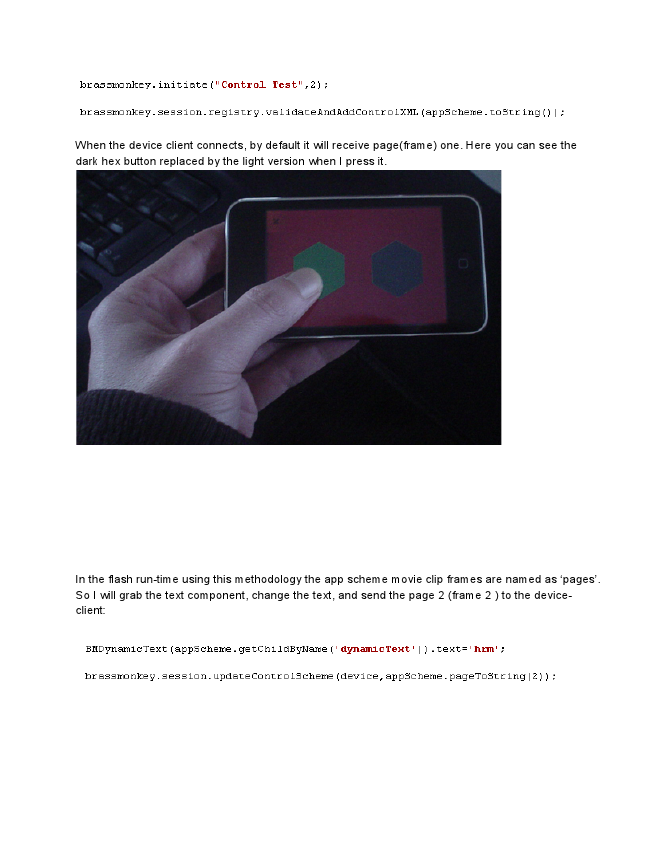 brassmonkey.initiate("Control Test",2);
brassmonkey.session.registry.validateAndAddControlXML(appScheme.toString());
When the device client connects, by default it will receive page(frame) one. Here you can see the
dark hex button replaced by the light version when I press it.
In the flash run-time using this methodology the app scheme movie clip frames are named as ‘pages’.
So I will grab the text component, change the text, and send the page 2 (frame 2 ) to the device-
client:
BMDynamicText(appScheme.getChildByName('dynamicText')).text='hrm';
brassmonkey.session.updateControlScheme(device,appScheme.pageToString(2));